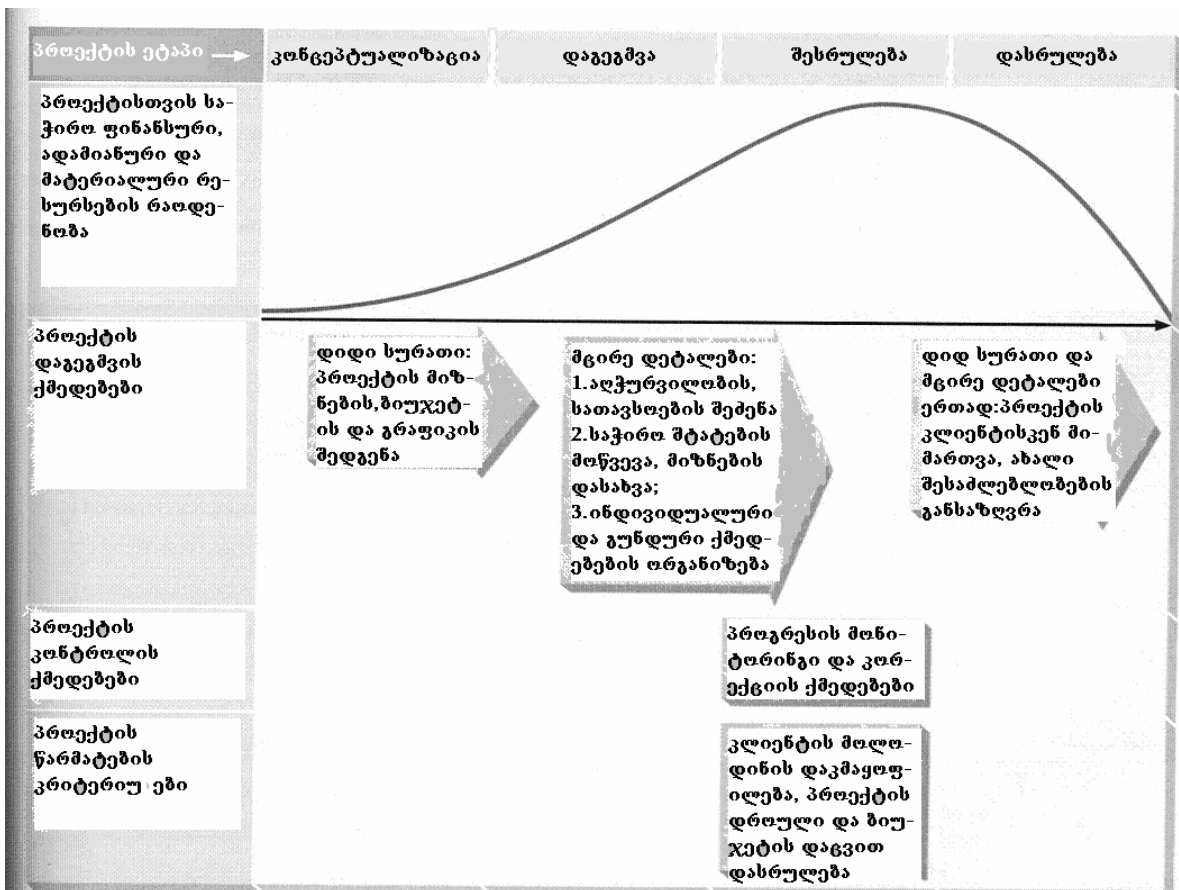 პროექტის ეტაპი
კონცეპტუალიზაცია
დაგეგმვა
შესრულება
დასრულება
პროექტისთვის სა-
ჭირო ფინანსური,
ადამიანური და
მატერიალური რე-
სურსების რაოდე-
ნობა
პროექტის
დაგეგმვის
ქმედებები
დიდი სურათი:
პროექტის მიზ-
ნების,ბიუჯეტ-
ის და გრაფიკის
შედგენა
მცირე დეტალები:
1.აღჭურვილობის,
სათავსოების შეძენა
2.საჭირო შტატების
მოწვევა, მიზნების
დასახვა;
3.ინდივიდუალური
და გუნდური ქმედ-
ებების ორგანიზება
დიდ სურათი და
მცირე დეტალები
ერთად:პროექტის
კლიენტისკენ მი-
მართვა, ახალი
შესაძლებლობების
განსაზღვრა
პროექტის
კონტროლის
ქმედებები
პროგრესის მონი-
ტორინგი და კორ-
ექციის ქმედებები
პროექტის
წარმატების
კრიტერიუ ები
კლიენტის მოლო-
დინის დაკმაყოფ-
ილება, პროექტის
დროული და ბიუ-
ჯეტის დაცვით
დასრულება